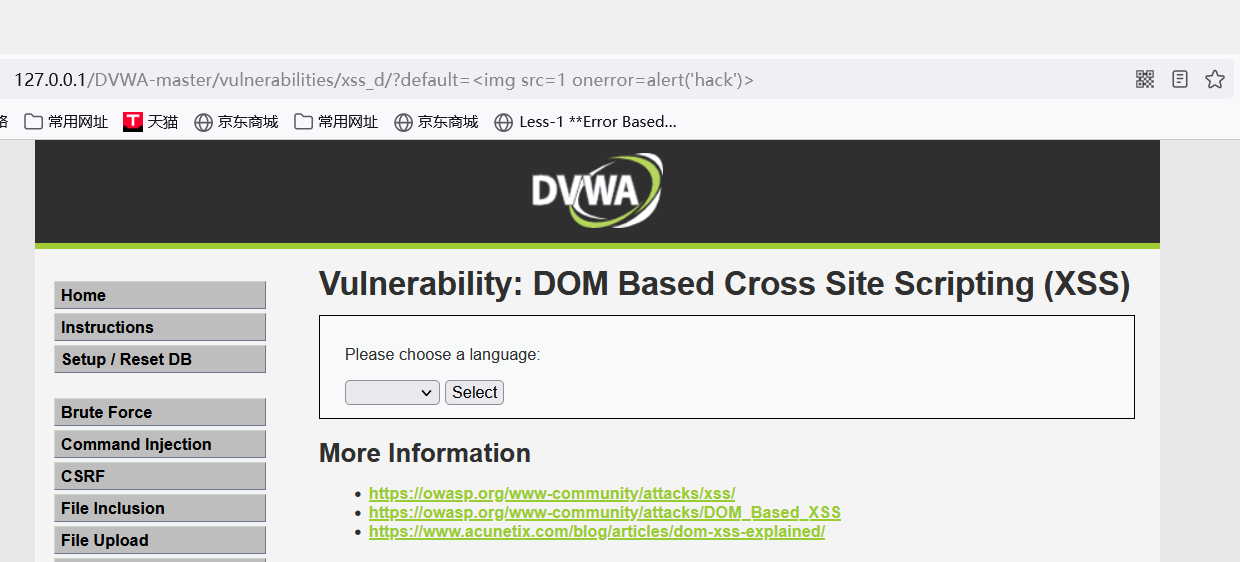 127.0.0.1/DVWA-master/vulnerabilities/xss_d/?default=<img src=1 onerror=alert('hack')>
常用网址 天猫 京东商城 常用网址 京东商城 Less-1 **Error Based...
DVWA
Vulnerability: DOM Based Cross Site Scripting (XSS)
Home
Instructions
Setup / Reset DB
Brute Force
Command Injection
CSRF
File Inclusion
File Upload
Please choose a language:
Select
More Information
https://owasp.org/www-community/attacks/xss/
https://owasp.org/www-community/attacks/DOM_Based_XSS
https://www.acunetix.com/blog/articles/dom-xss-explained/